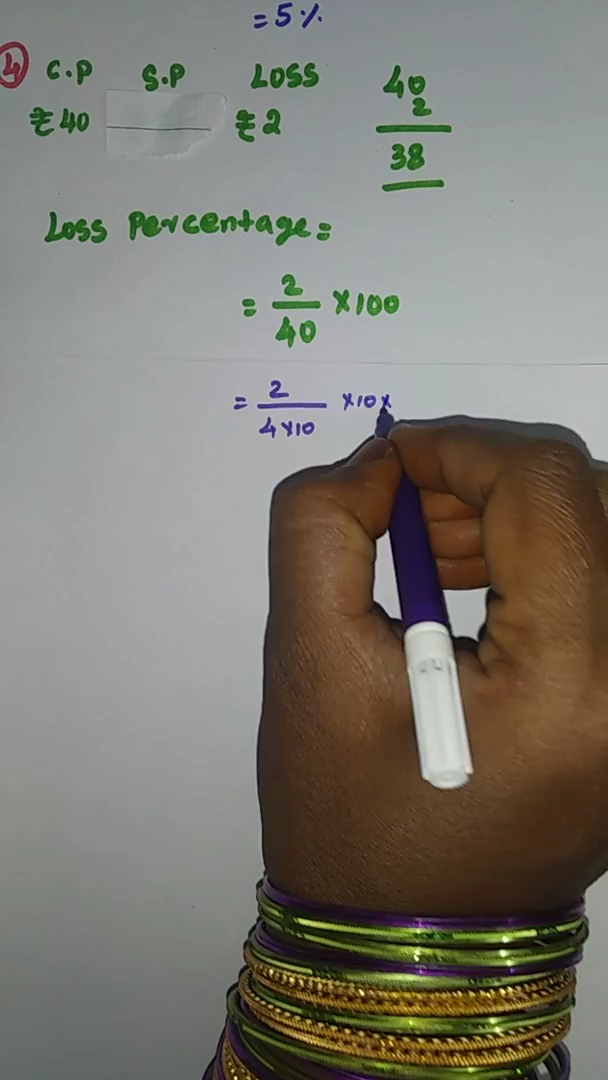 = 5 %
4 C.P S.P LOSS
₹ 40 ₹ 2
40
2
38
Loss Percentage =
= 2/40 × 100
= 2/4×10 ×10×